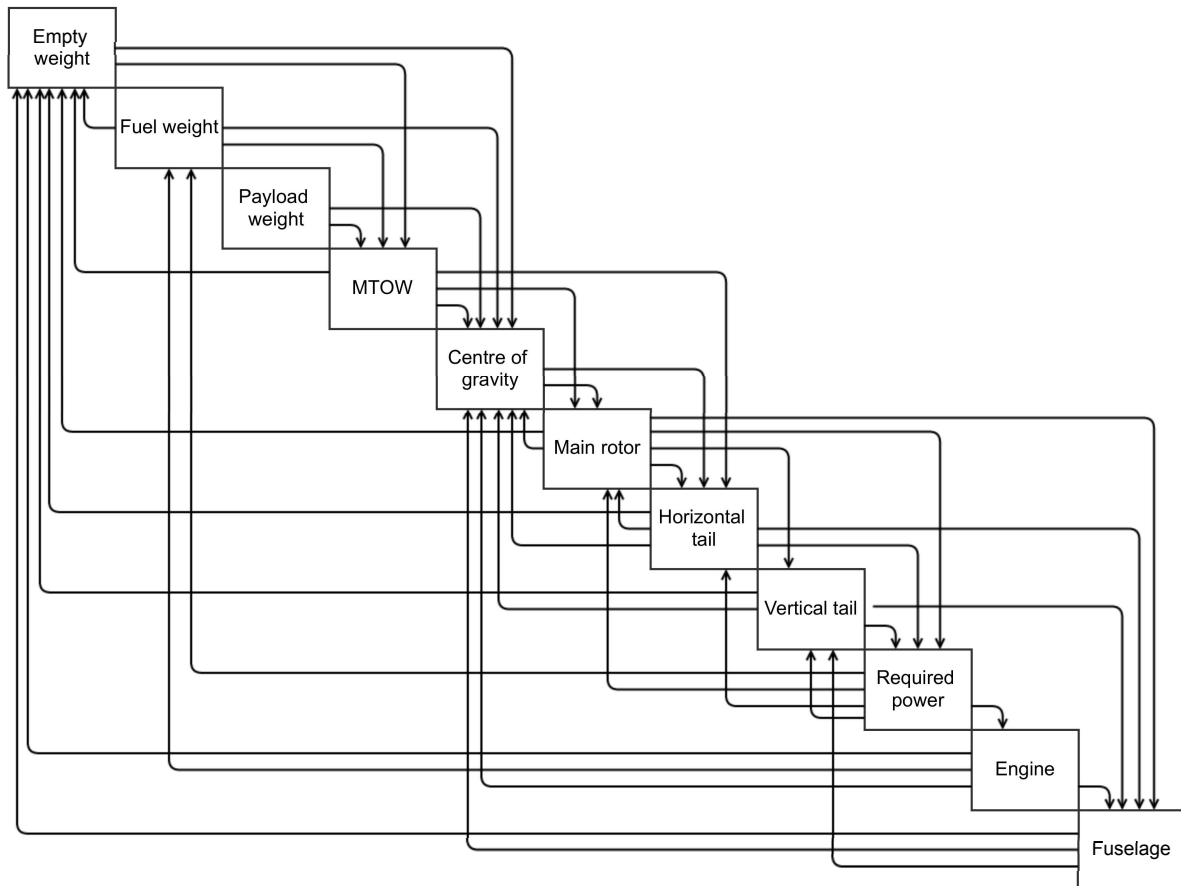 Empty
weight
Fuel weight
Payload
weight
MTOW
Centre of
gravity
Main rotor
Horizontal
tail
Vertical tail
Required
power
Engine
Fuselage